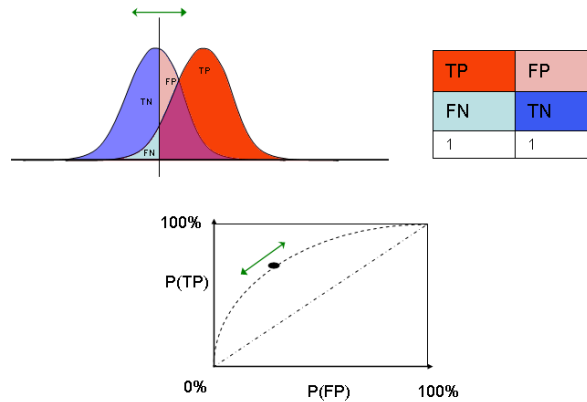 TP
FP
TN
FN
TP FP
FN TN
1 1
100%
P(TP)
0%
P(FP)
100%